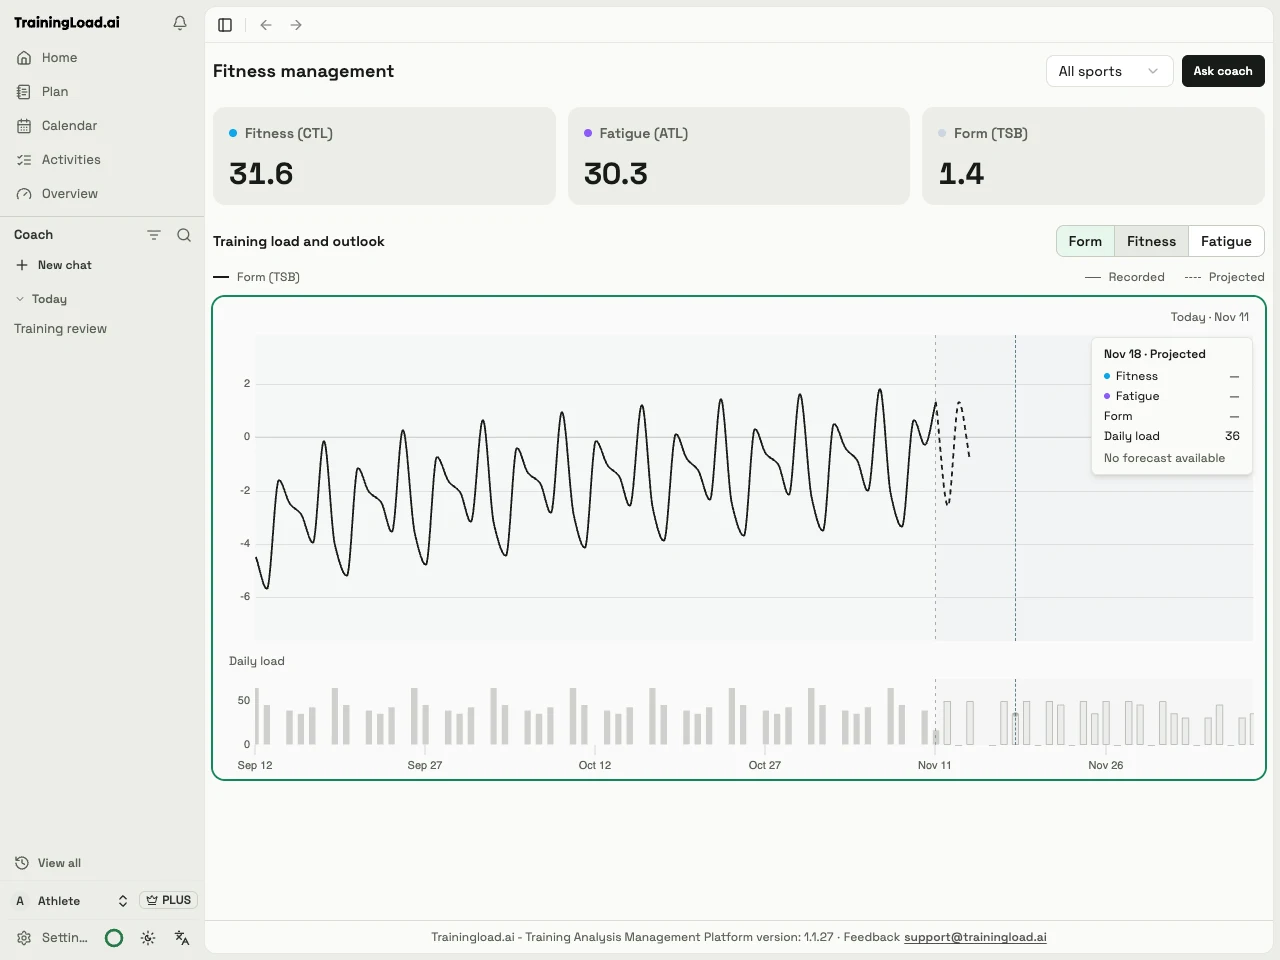 TrainingLoad.ai
Home
Plan
Calendar
Activities
Overview
Coach
New chat
Today
Training review
View all
A Athlete PLUS
Settin...
Fitness management
All sports
Ask coach
Fitness (CTL)
31.6
Fatigue (ATL)
30.3
Form (TSB)
1.4
Training load and outlook
Form Fitness Fatigue
Form (TSB)
Recorded Projected
Today · Nov 11
Nov 18 · Projected
Fitness —
Fatigue —
Form —
Daily load 36
No forecast available
2
0
-2
-4
-6
Daily load
50
0
Sep 12 Sep 27 Oct 12 Oct 27 Nov 11 Nov 26
Trainingload.ai - Training Analysis Management Platform version: 1.1.27 · Feedback support@trainingload.ai